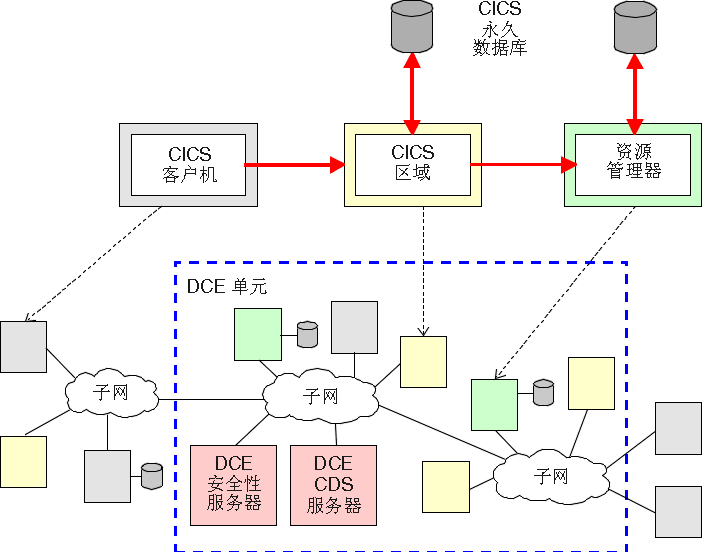 CICS
永久
数据库
CICS
客户机
CICS
区域
资源
管理器
DCE 单元
子网
子网
子网
DCE
安全性
服务器
DCE
CDS
服务器